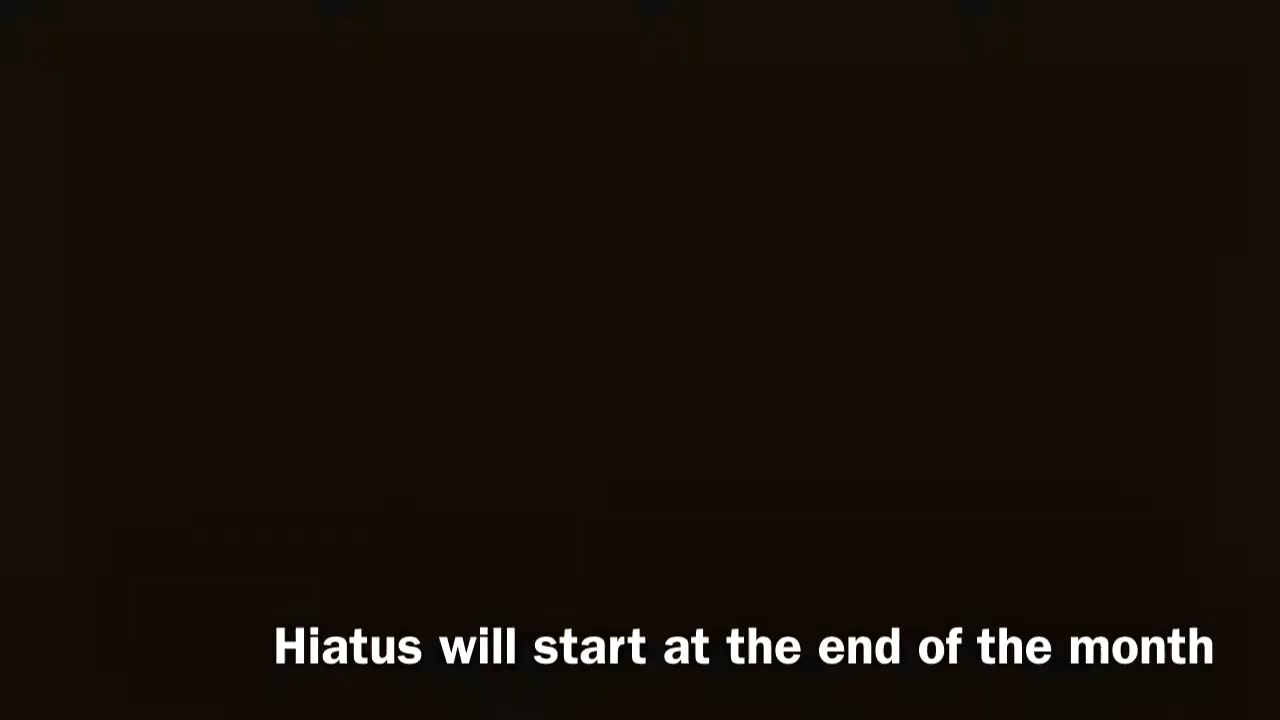 Hiatus will start at the end of the month